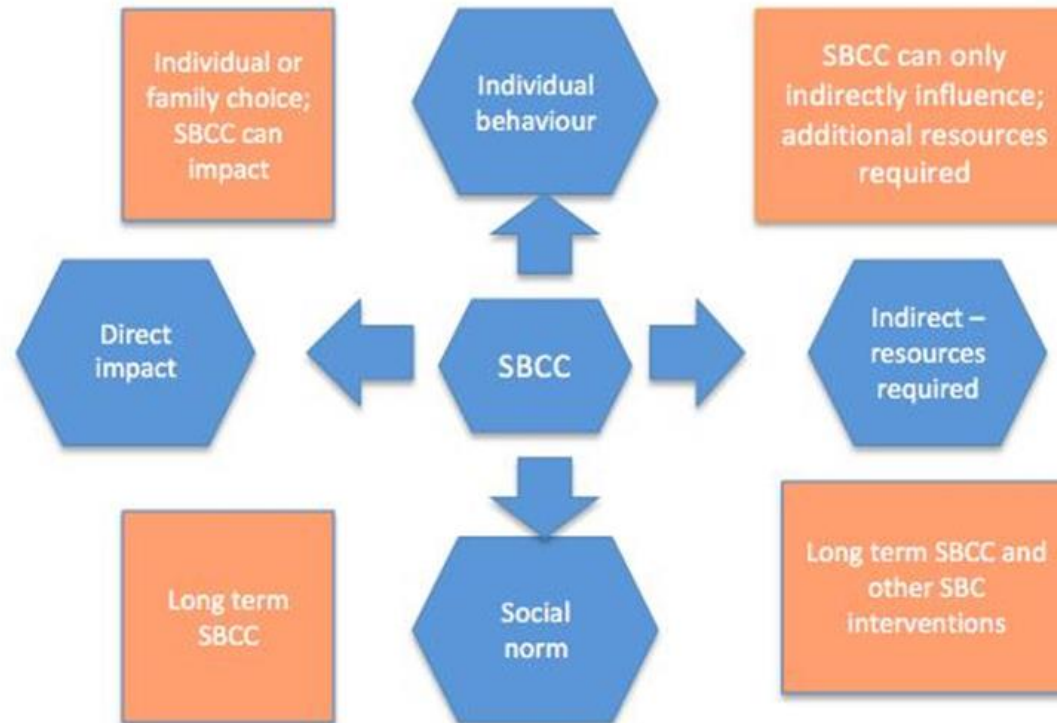 Individual or
family choice;
SBCC can
impact
Individual
behaviour
SBCC can only
indirectly influence;
additional resources
required
Direct
impact
SBCC
Indirect –
resources
required
Long term
SBCC
Social
norm
Long term SBCC and
other SBC
interventions